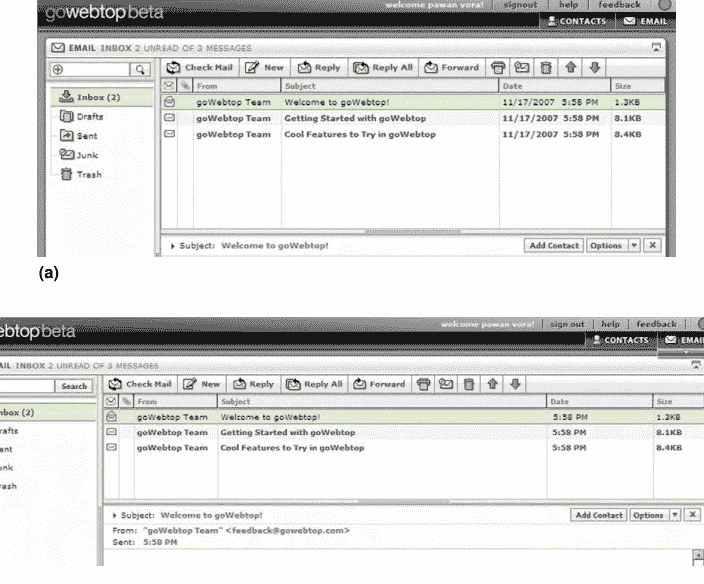 gowebtop beta
welcome pawan vora! signout help feedback
CONTACTS EMAIL
EMAIL INBOX 2 UNREAD OF 3 MESSAGES
Check Mail New Reply Reply All Forward
From Subject Date Size
Inbox (2) goWebtop Team Welcome to goWebtop! 11/17/2007 5:58 PM 1.3KB
Drafts goWebtop Team Getting Started with goWebtop 11/17/2007 5:58 PM 8.1KB
Sent goWebtop Team Cool Features to Try in goWebtop 11/17/2007 5:58 PM 8.4KB
Junk
Trash
Subject: Welcome to goWebtop! Add Contact Options
(a)
welcome pawan vora! sign out help feedback
ebtop beta
CONTACTS EMAI
AIL INBOX 2 UNREAD OF 3 MESSAGES
Search Check Mail New Reply Reply All Forward
From Subject Date Size
nbox (2) goWebtop Team Welcome to goWebtop! 5:58 PM 1.3KB
rafts goWebtop Team Getting Started with goWebtop 5:58 PM 8.1KB
ent goWebtop Team Cool Features to Try in goWebtop 5:58 PM 8.4KB
unk
rash
Subject: Welcome to goWebtop! Add Contact Options
From: "goWebtop Team" <feedback@gowebtop.com>
Sent: 5:58 PM